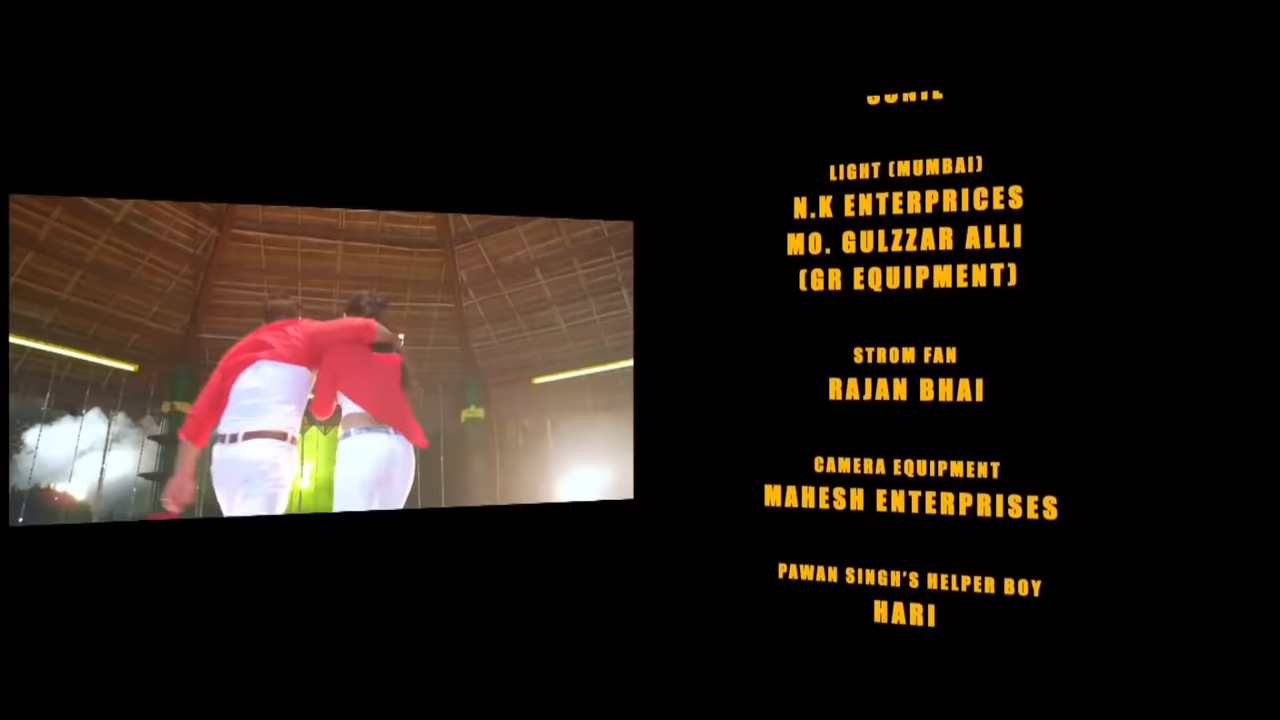 LIGHT (MUMBAI)
N.K ENTERPRICES
MO. GULZZAR ALLI
(GR EQUIPMENT)
STROM FAN
RAJAN BHAI
CAMERA EQUIPMENT
MAHESH ENTERPRISES
PAWAN SINGH'S HELPER BOY
HARI